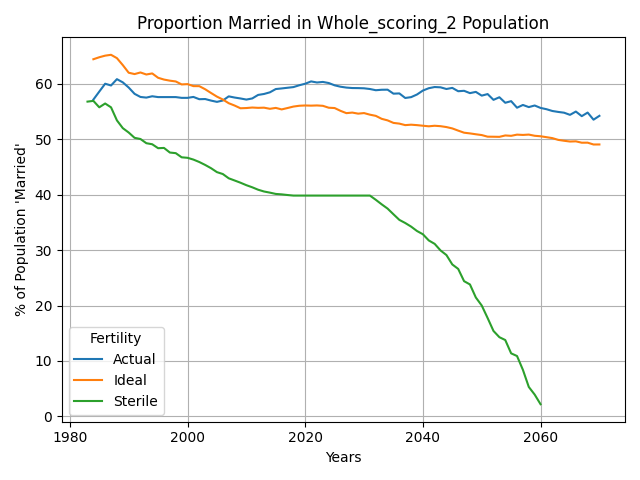 Proportion Married in Whole_scoring_2 Population
% of Population 'Married'
60
50
40
30
20
10
0
Fertility
Actual
Ideal
Sterile
1980 2000 2020 2040 2060
Years